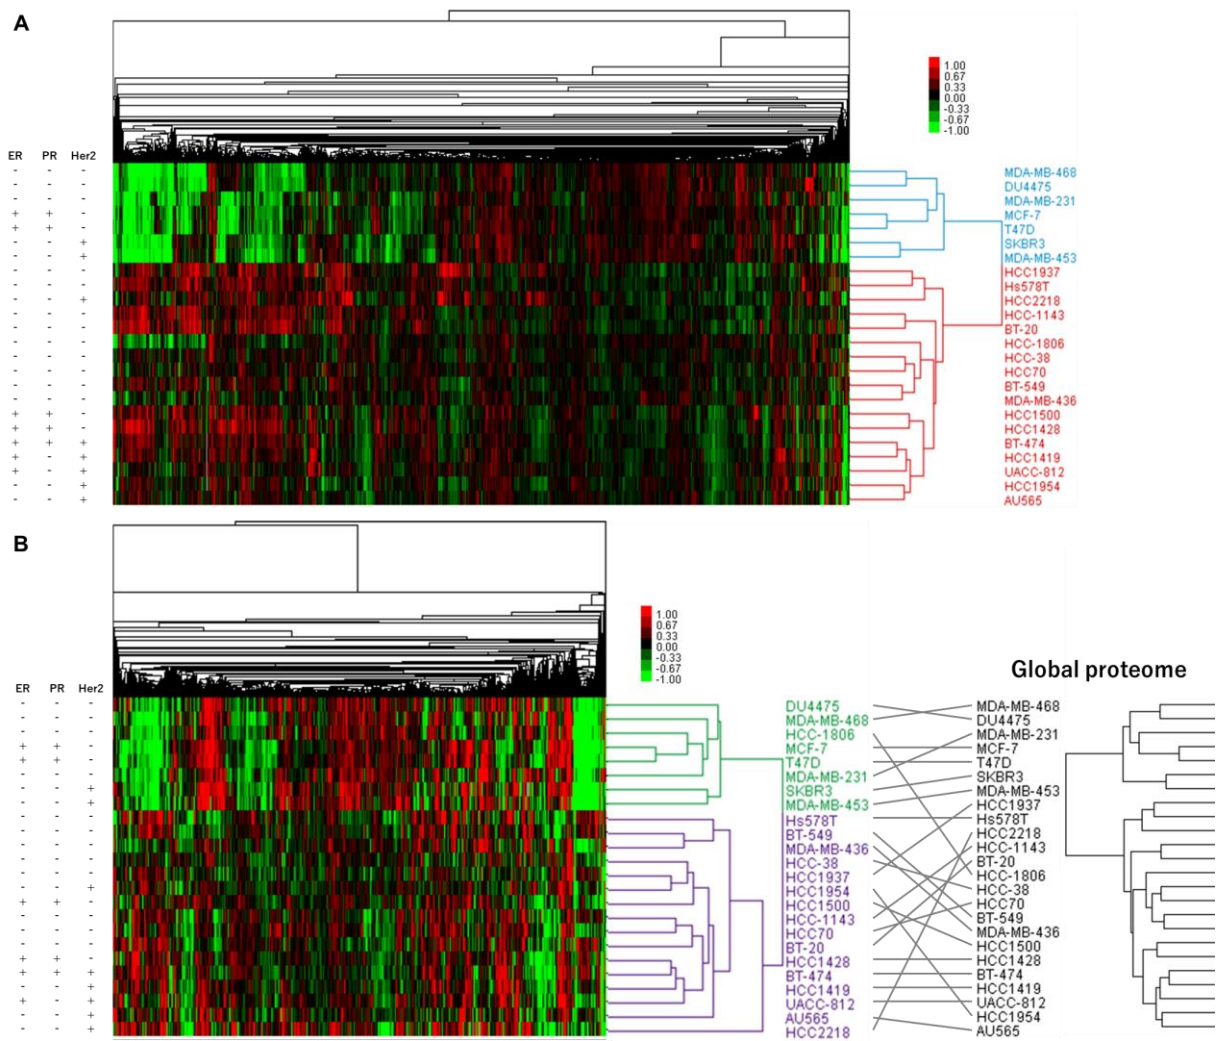 A
1.00
0.67
0.33
0.00
-0.33
-0.67
-1.00
ER PR Her2
- - - MDA-MB-468
- - - DU4475
- - - MDA-MB-231
+ + - MCF-7
+ + - T47D
- - + SKBR3
- - + MDA-MB-453
- - - HCC1937
- - - Hs578T
- - + HCC2218
- - - HCC-1143
- - - BT-20
- - - HCC-1806
- - - HCC-38
- - - HCC70
- - - BT-549
- - - MDA-MB-436
+ + - HCC1500
+ + - HCC1428
+ + + BT-474
+ - + HCC1419
+ - + UACC-812
- - + HCC1954
- - + AU565
B
1.00
0.67
0.33
0.00
-0.33
-0.67
-1.00
Global proteome
ER PR Her2
- - - DU4475 MDA-MB-468
- - - MDA-MB-468 DU4475
- - - HCC-1806 MDA-MB-231
+ + - MCF-7 MCF-7
+ + - T47D T47D
- - - MDA-MB-231 SKBR3
- - + SKBR3 MDA-MB-453
- - + MDA-MB-453 HCC1937
- - - Hs578T Hs578T
- - - BT-549 HCC2218
- - - MDA-MB-436 HCC-1143
- - - HCC-38 BT-20
- - - HCC1937 HCC-1806
- - + HCC1954 HCC-38
+ + - HCC1500 HCC70
- - - HCC-1143 BT-549
- - - HCC70 MDA-MB-436
- - - BT-20 HCC1500
+ + - HCC1428 HCC1428
+ + + BT-474 BT-474
- - + HCC1419 HCC1419
+ - + UACC-812 UACC-812
- - + AU565 HCC1954
- - + HCC2218 AU565